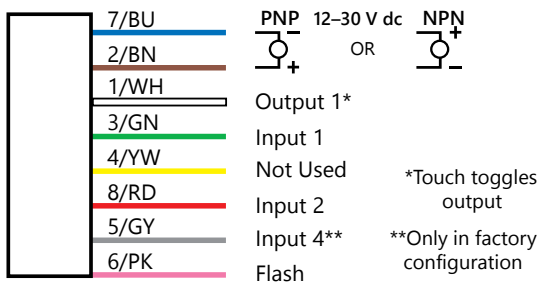 7/BU
PNP 12–30 V dc NPN
− +
2/BN
OR
+ −
1/WH
Output 1*
3/GN
Input 1
4/YW
Not Used
*Touch toggles
output
8/RD
Input 2
5/GY
Input 4**
**Only in factory
configuration
6/PK
Flash